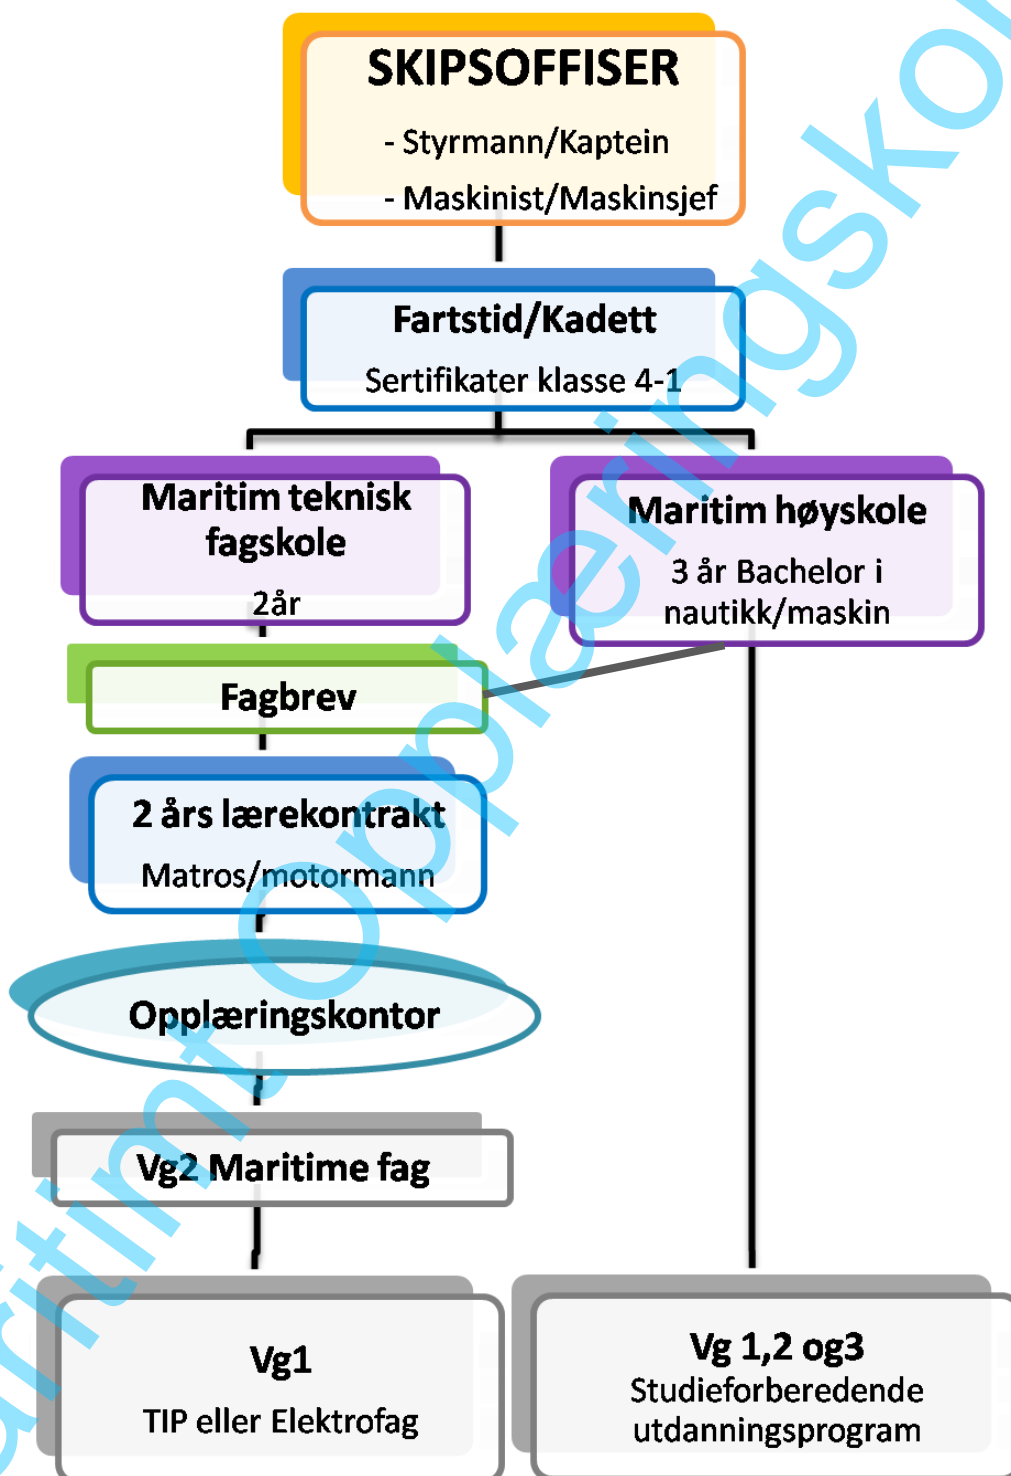 SKIPSOFFISER
- Styrmann/Kaptein
- Maskinist/Maskinsjef
Fartstid/Kadett
Sertifikater klasse 4-1
Maritim teknisk
fagskole
2år
Maritim høyskole
3 år Bachelor i
nautikk/maskin
Fagbrev
2 års lærekontrakt
Matros/motormann
Opplæringskontor
Vg2 Maritime fag
Vg1
TIP eller Elektrofag
Vg 1,2 og3
Studieforberedende
utdanningsprogram